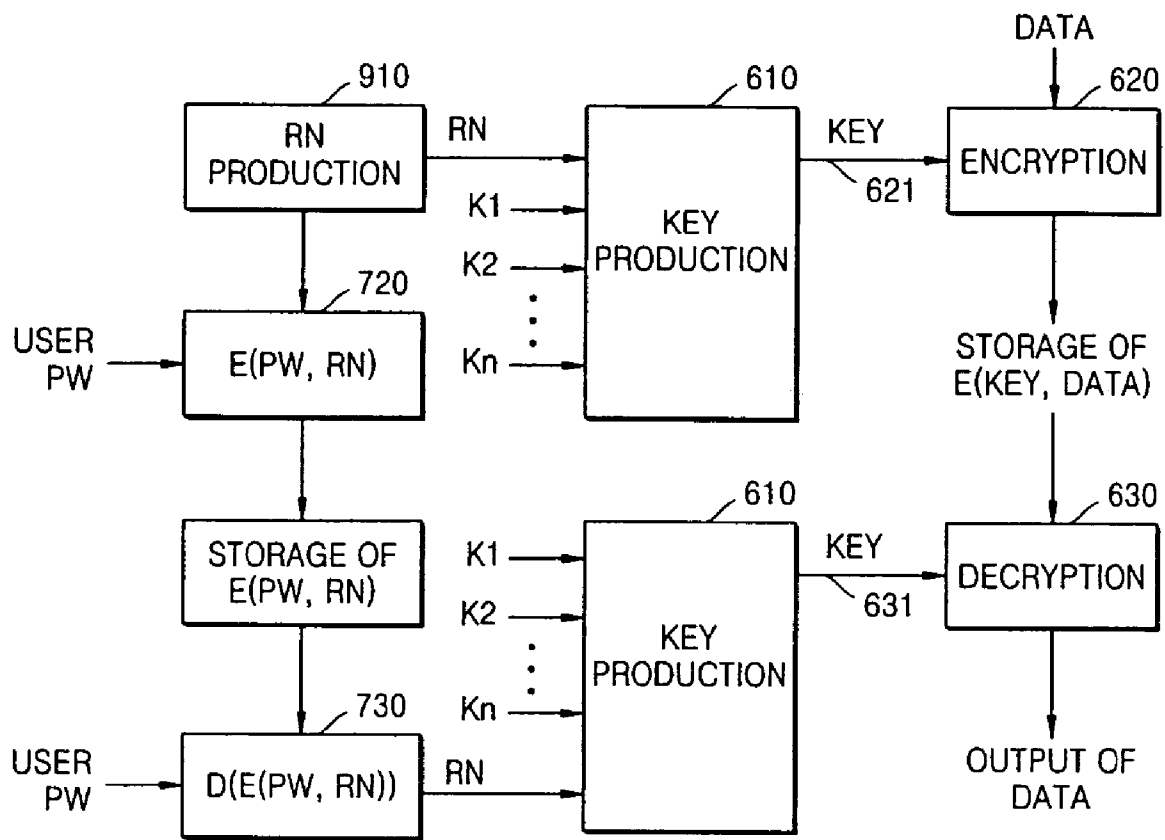 DATA
910
610
620
RN
PRODUCTION
RN
KEY
PRODUCTION
KEY
621
ENCRYPTION
K1
K2
Kn
720
USER
PW
E(PW, RN)
STORAGE OF
E(KEY, DATA)
STORAGE OF
E(PW, RN)
610
630
K1
K2
Kn
KEY
PRODUCTION
KEY
631
DECRYPTION
730
USER
PW
D(E(PW, RN))
RN
OUTPUT OF
DATA